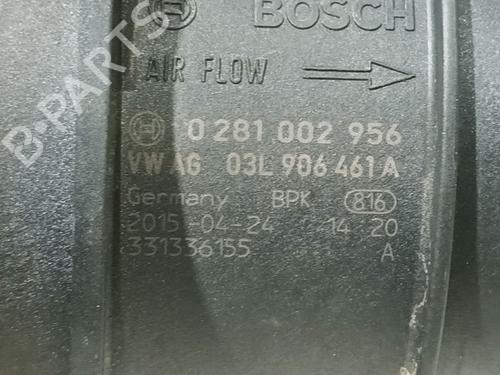 BOSCH
AIR FLOW
0 281 002 956
VW AG 03L 906 461 A
Germany BPK 816
2015-04-24 14 20
331336155 A
B-PARTS